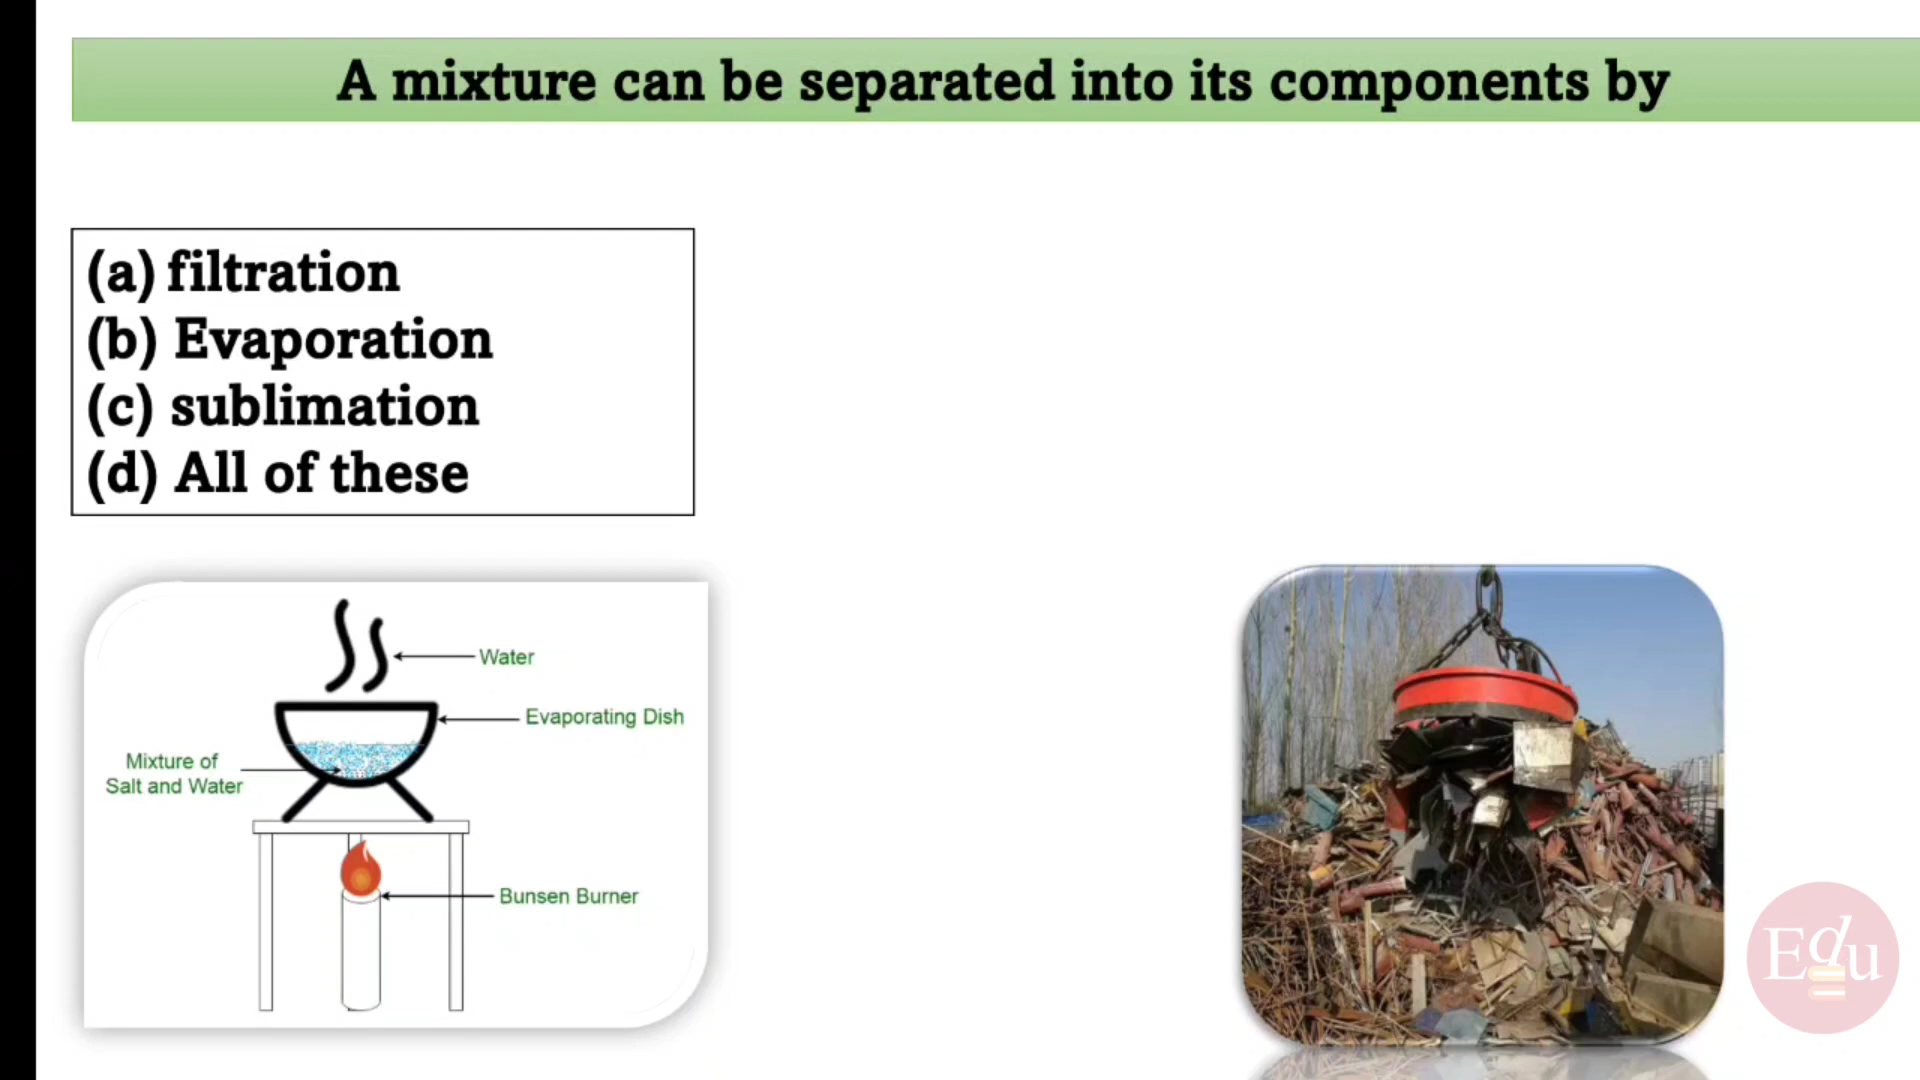 A mixture can be separated into its components by
(a) filtration
(b) Evaporation
(c) sublimation
(d) All of these
Water
Evaporating Dish
Mixture of
Salt and Water
Bunsen Burner
Edu